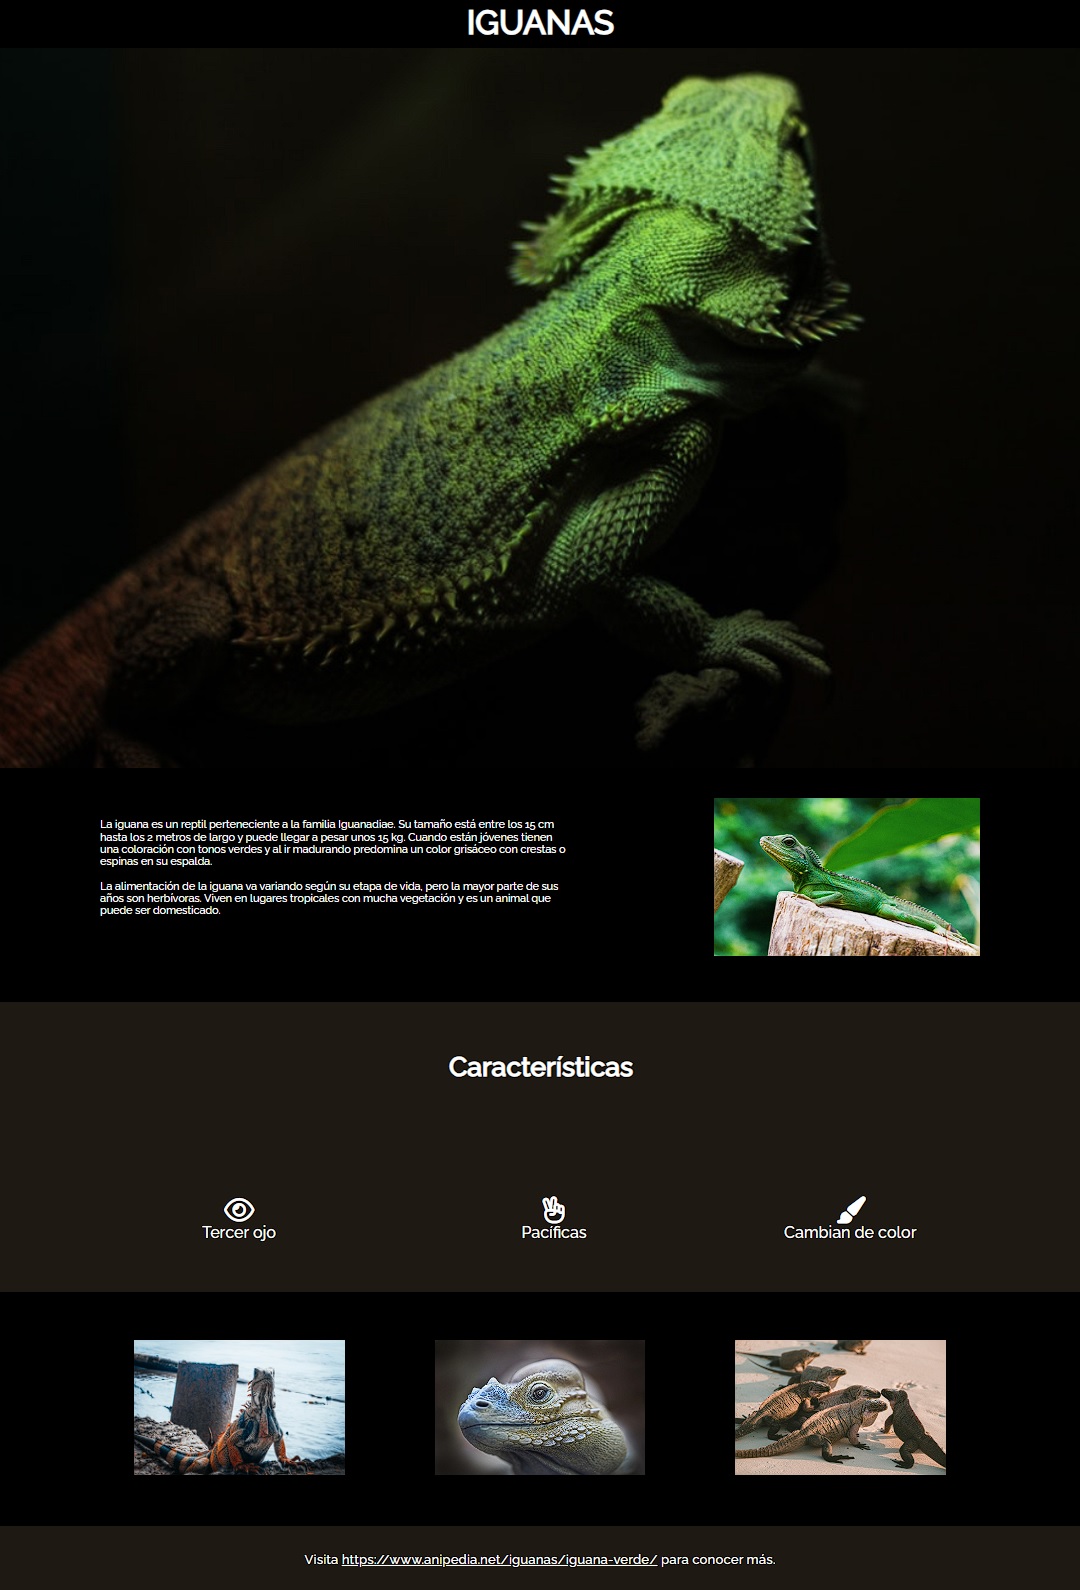 IGUANAS
La iguana es un reptil perteneciente a la familia Iguanadiae. Su tamaño está entre los 15 cm
hasta los 2 metros de largo y puede llegar a pesar unos 15 kg. Cuando están jóvenes tienen
una coloración con tonos verdes y al ir madurando predomina un color grisáceo con crestas o
espinas en su espalda.
La alimentación de la iguana va variando según su etapa de vida, pero la mayor parte de sus
años son herbívoras. Viven en lugares tropicales con mucha vegetación y es un animal que
puede ser domesticado.
Características
Tercer ojo
Pacíficas
Cambian de color
Visita https://www.anipedia.net/iguanas/iguana-verde/ para conocer más.